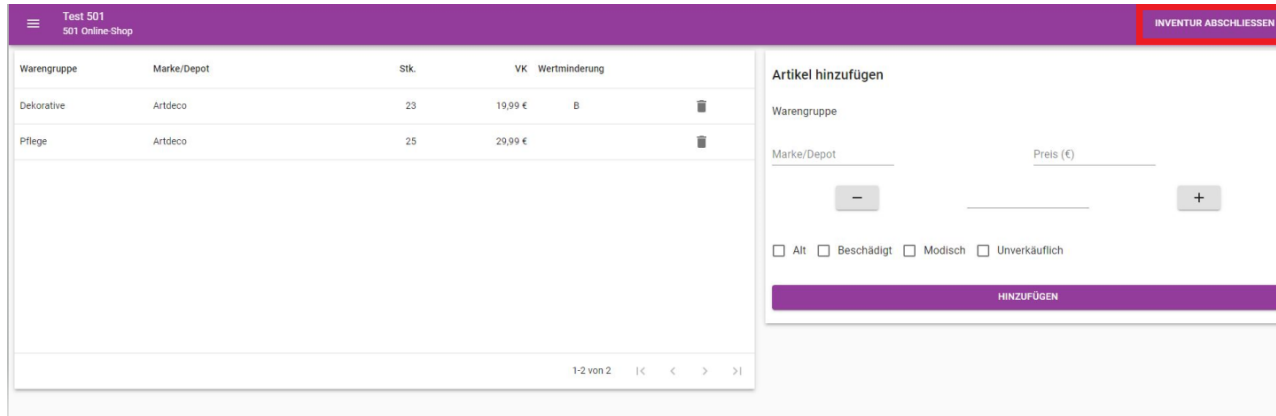 Test 501
501 Online-Shop
INVENTUR ABSCHLIESSEN
Warengruppe Marke/Depot Stk. VK Wertminderung
Dekorative Artdeco 23 19,99 € B
Pflege Artdeco 25 29,99 €
1-2 von 2
Artikel hinzufügen
Warengruppe
Marke/Depot Preis (€)
Alt Beschädigt Modisch Unverkäuflich
HINZUFÜGEN